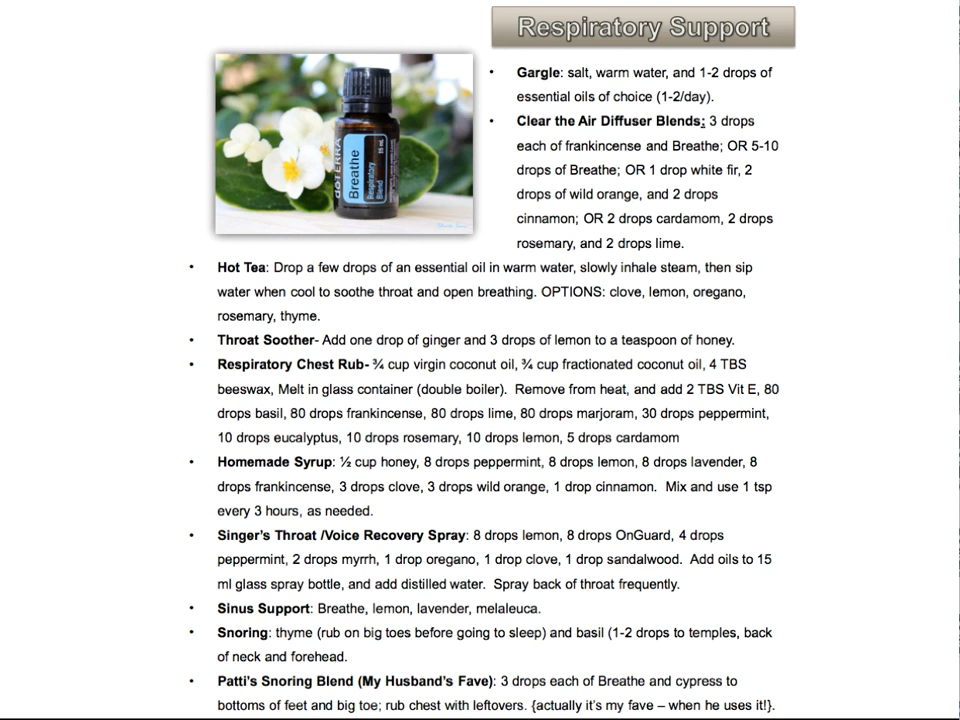 Respiratory Support
• Gargle: salt, warm water, and 1-2 drops of
essential oils of choice (1-2/day).
• Clear the Air Diffuser Blends: 3 drops
each of frankincense and Breathe; OR 5-10
drops of Breathe; OR 1 drop white fir, 2
drops of wild orange, and 2 drops
cinnamon; OR 2 drops cardamom, 2 drops
rosemary, and 2 drops lime.
dōTERRA
Breathe
Respiratory
Blend
15 mL
• Hot Tea: Drop a few drops of an essential oil in warm water, slowly inhale steam, then sip
water when cool to soothe throat and open breathing. OPTIONS: clove, lemon, oregano,
rosemary, thyme.
• Throat Soother- Add one drop of ginger and 3 drops of lemon to a teaspoon of honey.
• Respiratory Chest Rub- ¾ cup virgin coconut oil, ¾ cup fractionated coconut oil, 4 TBS
beeswax, Melt in glass container (double boiler). Remove from heat, and add 2 TBS Vit E, 80
drops basil, 80 drops frankincense, 80 drops lime, 80 drops marjoram, 30 drops peppermint,
10 drops eucalyptus, 10 drops rosemary, 10 drops lemon, 5 drops cardamom
• Homemade Syrup: ½ cup honey, 8 drops peppermint, 8 drops lemon, 8 drops lavender, 8
drops frankincense, 3 drops clove, 3 drops wild orange, 1 drop cinnamon. Mix and use 1 tsp
every 3 hours, as needed.
• Singer's Throat /Voice Recovery Spray: 8 drops lemon, 8 drops OnGuard, 4 drops
peppermint, 2 drops myrrh, 1 drop oregano, 1 drop clove, 1 drop sandalwood. Add oils to 15
ml glass spray bottle, and add distilled water. Spray back of throat frequently.
• Sinus Support: Breathe, lemon, lavender, melaleuca.
• Snoring: thyme (rub on big toes before going to sleep) and basil (1-2 drops to temples, back
of neck and forehead.
• Patti's Snoring Blend (My Husband's Fave): 3 drops each of Breathe and cypress to
bottoms of feet and big toe; rub chest with leftovers. {actually it's my fave – when he uses it!}.